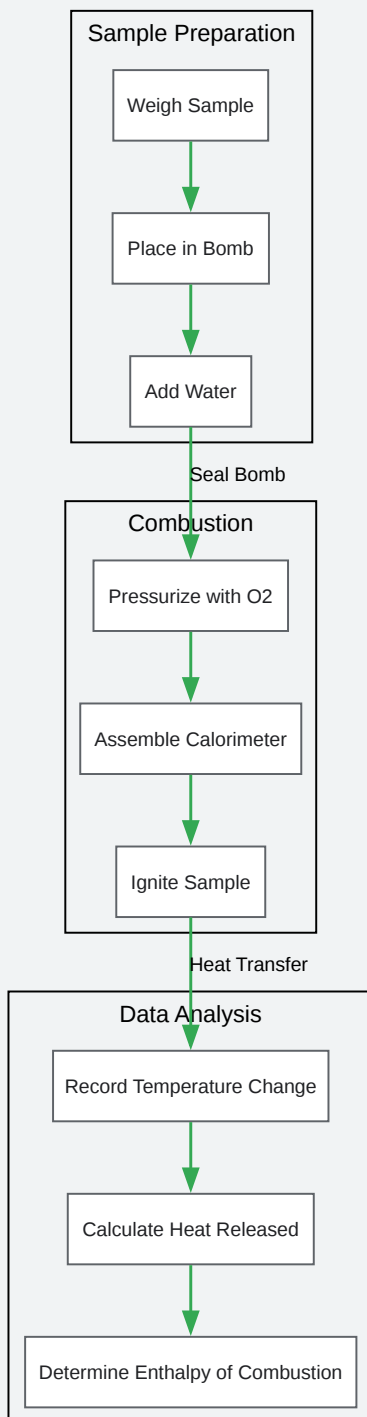 Sample Preparation
Weigh Sample
Place in Bomb
Add Water
Seal Bomb
Combustion
Pressurize with O2
Assemble Calorimeter
Ignite Sample
Heat Transfer
Data Analysis
Record Temperature Change
Calculate Heat Released
Determine Enthalpy of Combustion